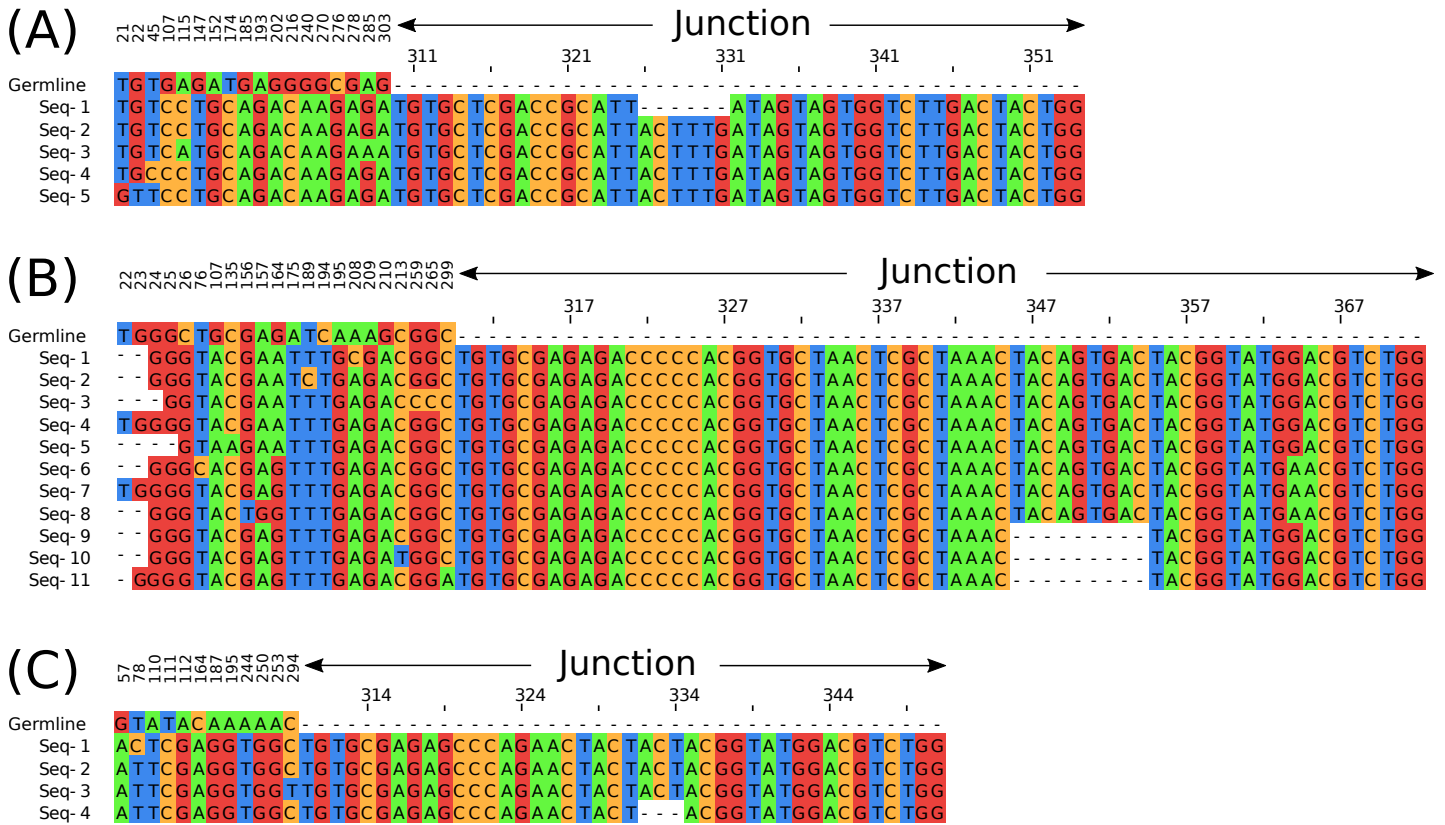 (A)
21 22 45 107 115 147 152 174 185 193 202 216 240 270 276 278 285 303
Junction
311 321 331 341 351
Germline TGTGAGATGAGGGGCGAG---------------------------------------------
Seq-1 TGTCCTGCAGACAAGAGATGTGCTCGACCGCATT------ATAGTAGTGGTCTTGACTACTGG
Seq-2 TGTCCTGCAGACAAGAGATGTGCTCGACCGCATTACTTTGATAGTAGTGGTCTTGACTACTGG
Seq-3 TGTCATGCAGACAAGAAATGTGCTCGACCGCATTACTTTGATAGTAGTGGTCTTGACTACTGG
Seq-4 TGCCCTGCAGACAAGAGATGTGCTCGACCGCATTACTTTGATAGTAGTGGTCTTGACTACTGG
Seq-5 GTTCCTGCAGACAAGAGATGTGCTCGACCGCATTACTTTGATAGTAGTGGTCTTGACTACTGG
(B)
22 23 24 25 26 76 107 135 156 157 164 175 189 194 195 208 209 210 213 259 265 299
Junction
317 327 337 347 357 367
Germline TGGGCTGCGAGATCAAAGCGGC---------------------------------------------------------------
Seq-1 --GGGTACGAATTTGCGACGGCTGTGCGAGAGACCCCCACGGTGCTAACTCGCTAAACTACAGTGACTACGGTATGGACGTCTGG
Seq-2 --GGGTACGAATCTGAGACGGCTGTGCGAGAGACCCCCACGGTGCTAACTCGCTAAACTACAGTGACTACGGTATGGACGTCTGG
Seq-3 ---GGTACGAATTTGAGACCCCTGTGCGAGAGACCCCCACGGTGCTAACTCGCTAAACTACAGTGACTACGGTATGGACGTCTGG
Seq-4 TGGGGTACGAATTTGAGACGGCTGTGCGAGAGACCCCCACGGTGCTAACTCGCTAAACTACAGTGACTACGGTATGGACGTCTGG
Seq-5 ----GTAAGAATTTGAGACGGCTGTGCGAGAGACCCCCACGGTGCTAACTCGCTAAACTACAGTGACTACGGTATGGACGTCTGG
Seq-6 --GGGCACGAGTTTGAGACGGCTGTGCGAGAGACCCCCACGGTGCTAACTCGCTAAACTACAGTGACTACGGTATGAACGTCTGG
Seq-7 TGGGGTACGAGTTTGAGACGGCTGTGCGAGAGACCCCCACGGTGCTAACTCGCTAAACTACAGTGACTACGGTATGAACGTCTGG
Seq-8 --GGGTACTGGTTTGAGACGGCTGTGCGAGAGACCCCCACGGTGCTAACTCGCTAAACTACAGTGACTACGGTATGAACGTCTGG
Seq-9 --GGGTACGAGTTTGAGACGGCTGTGCGAGAGACCCCCACGGTGCTAACTCGCTAAAC---------TACGGTATGGACGTCTGG
Seq-10 --GGGTACGAGTTTGAGATGGCTGTGCGAGAGACCCCCACGGTGCTAACTCGCTAAAC---------TACGGTATGGACGTCTGG
Seq-11 -GGGGTACGAGTTTGAGACGGATGTGCGAGAGACCCCCACGGTGCTAACTCGCTAAAC---------TACGGTATGGACGTCTGG
(C)
57 78 110 111 112 164 187 195 244 250 253 294
Junction
314 324 334 344
Germline GTATACAAAAAC------------------------------------------
Seq-1 ACTCGAGGTGGCTGTGCGAGAGCCCAGAACTACTACTACGGTATGGACGTCTGG
Seq-2 ATTCGAGGTGGCTGTGCGAGAGCCCAGAACTACTACTACGGTATGGACGTCTGG
Seq-3 ATTCGAGGTGGTTGTGCGAGAGCCCAGAACTACTACTACGGTATGGACGTCTGG
Seq-4 ATTCGAGGTGGCTGTGCGAGAGCCCAGAACTACT---ACGGTATGGACGTCTGG